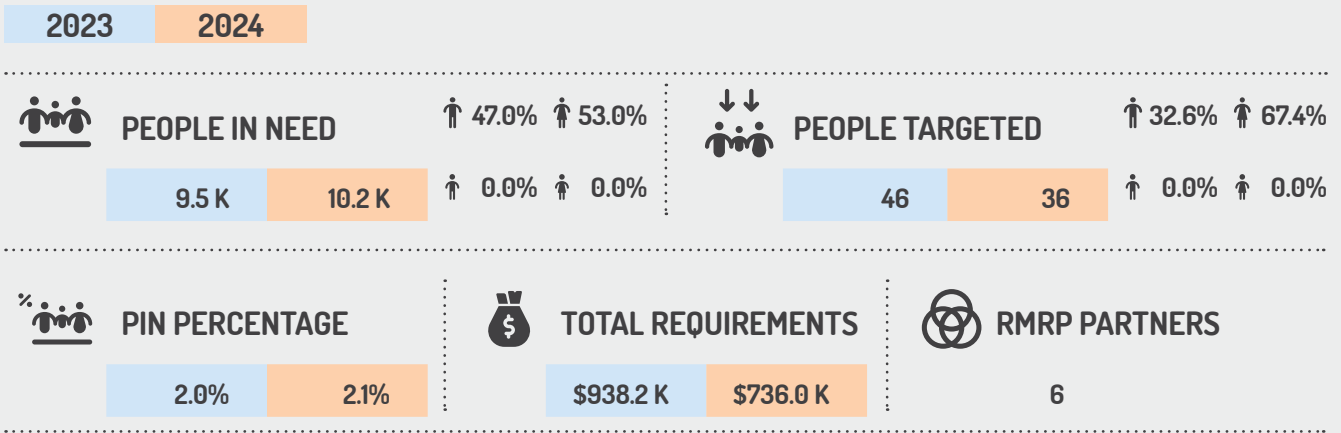 2023 2024
PEOPLE IN NEED
47.0% 53.0%
9.5 K 10.2 K
0.0% 0.0%
PEOPLE TARGETED
32.6% 67.4%
46 36
0.0% 0.0%
% PIN PERCENTAGE
2.0% 2.1%
$ TOTAL REQUIREMENTS
$938.2 K $736.0 K
RMRP PARTNERS
6